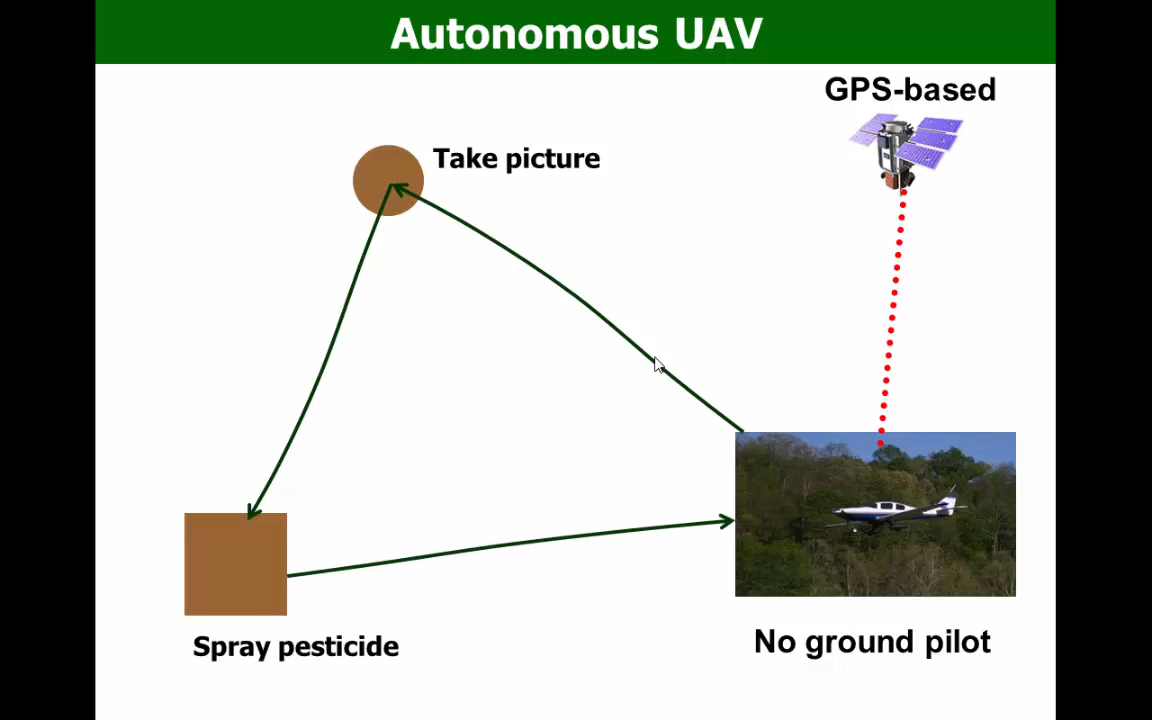 Autonomous UAV
GPS-based
Take picture
Spray pesticide
No ground pilot